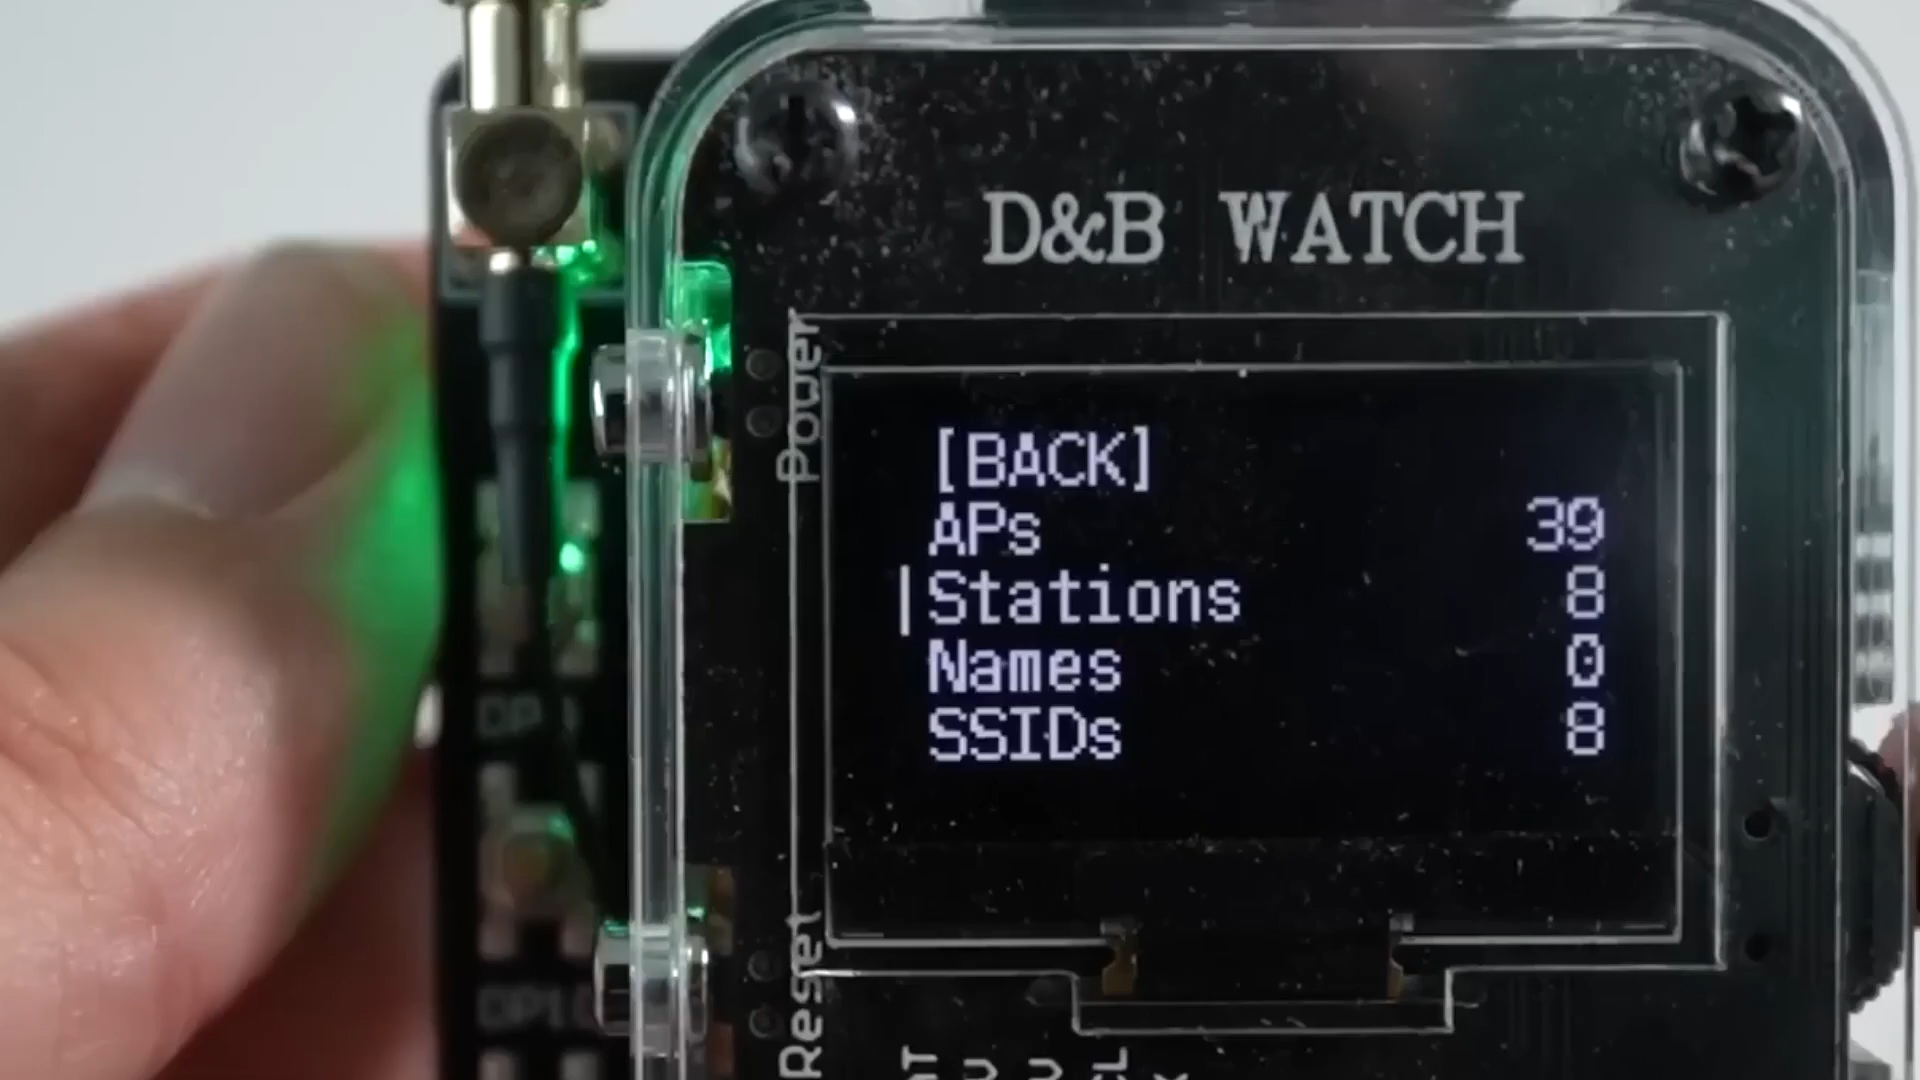 D&B WATCH
Power
[BACK]
APs 39
Stations 8
Names 0
SSIDs 8
Reset